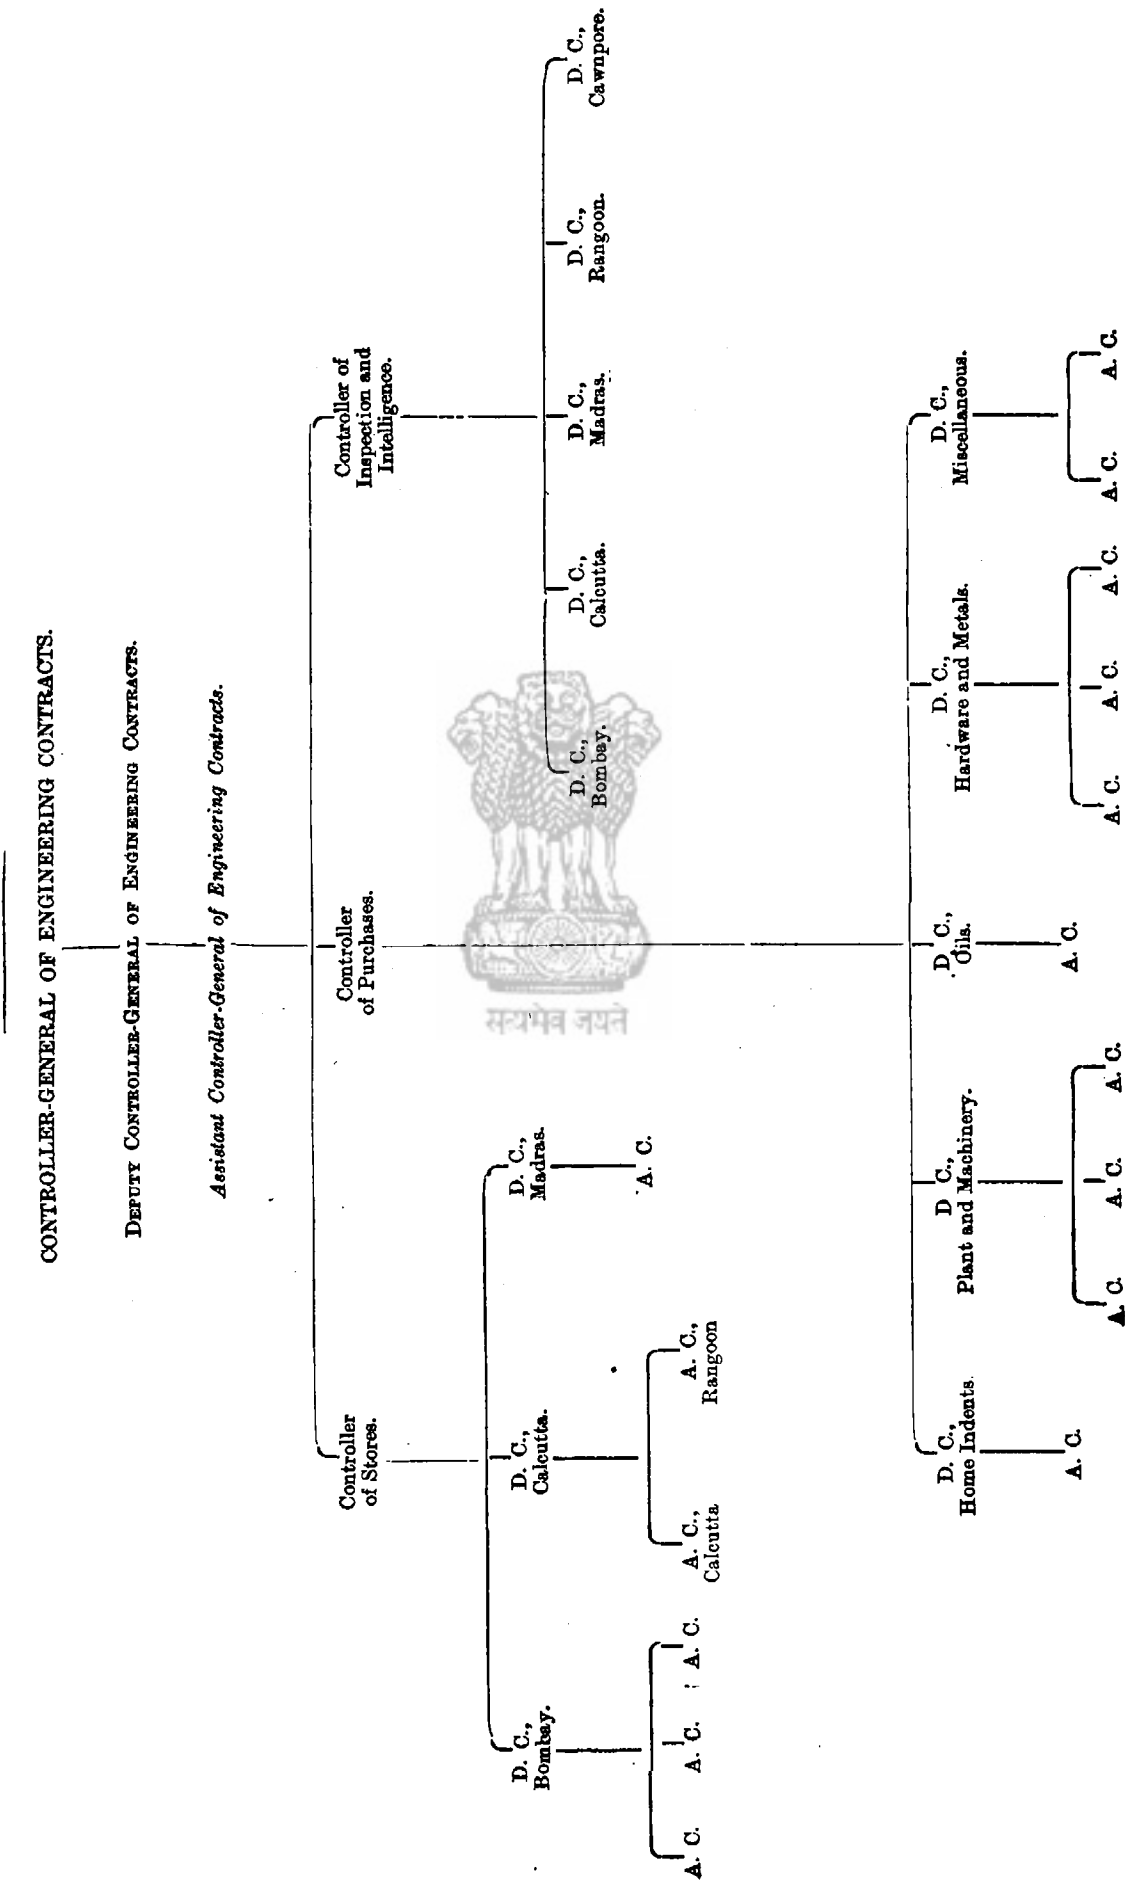 CONTROLLER-GENERAL OF ENGINEERING CONTRACTS.
DEPUTY CONTROLLER-GENERAL OF ENGINEERING CONTRACTS.
Assistant Controller-General of Engineering Contracts.
Controller
of Stores.
Controller
of Purchases.
Controller of
Inspection and
Intelligence.
D. C.,
Bombay.
D. C.,
Calcutta.
D. C.,
Madras.
A. C.
A. C.
A. C.
A. C.,
Calcutta
A. C.,
Rangoon
A. C.
D. C.,
Bombay.
D. C.,
Calcutta.
D. C.,
Madras.
D. C.,
Rangoon.
D. C.,
Cawnpore.
सत्यमेव जयते
D. C.,
Home Indents.
D C.,
Plant and Machinery.
D. C.,
Oils.
D. C.,
Hardware and Metals.
D. C.,
Miscellaneous.
A. C.
A. C.
A. C.
A. C.
A. C.
A. C.
A. C.
A. C.
A. C.
A. C.